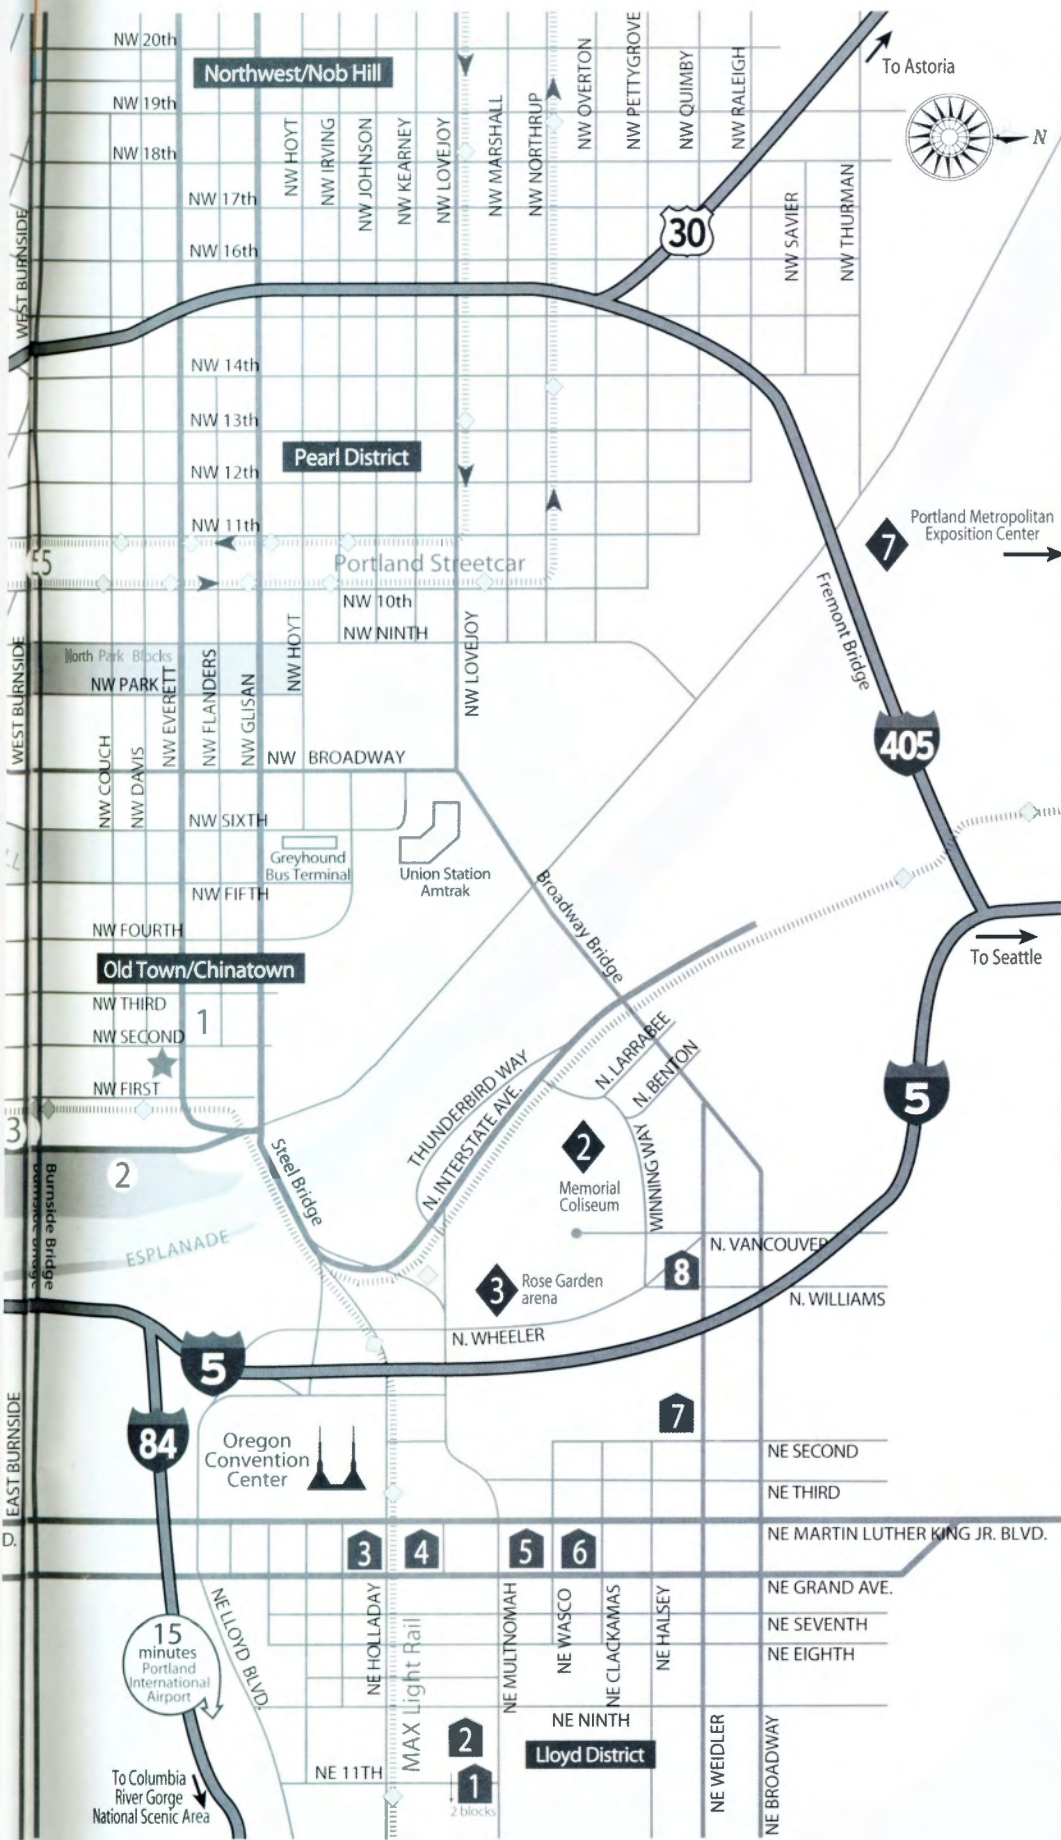 NW 20th
Northwest/Nob Hill
NW 19th
NW 18th
NW 17th
NW 16th
NW HOYT
NW IRVING
NW JOHNSON
NW KEARNEY
NW LOVEJOY
NW MARSHALL
NW NORTHRUP
NW OVERTON
NW PETTYGROVE
NW QUIMBY
NW RALEIGH
To Astoria
N
NW SAVIER
NW THURMAN
30
WEST BURNSIDE
NW 14th
NW 13th
Pearl District
NW 12th
NW 11th
Portland Streetcar
NW 10th
NW NINTH
7
Portland Metropolitan
Exposition Center
Fremont Bridge
405
North Park Blocks
NW PARK
WEST BURNSIDE
NW COUCH
NW DAVIS
NW EVERETT
NW FLANDERS
NW GLISAN
NW HOYT
NW LOVEJOY
NW BROADWAY
NW SIXTH
Greyhound
Bus Terminal
Union Station
Amtrak
NW FIFTH
NW FOURTH
Old Town/Chinatown
NW THIRD
1
NW SECOND
NW FIRST
3
2
Broadway Bridge
To Seattle
5
N. LARRABEE
N. BENTON
THUNDERBIRD WAY
N. INTERSTATE AVE.
WINNING WAY
2
Memorial
Coliseum
Steel Bridge
Burnside Bridge
ESPLANADE
3
Rose Garden
arena
N. VANCOUVER
8
N. WILLIAMS
N. WHEELER
5
84
EAST BURNSIDE
Oregon
Convention
Center
7
NE SECOND
NE THIRD
D.
NE MARTIN LUTHER KING JR. BLVD.
3
4
5
6
NE GRAND AVE.
NE SEVENTH
NE EIGHTH
NE LLOYD BLVD.
NE HOLLADAY
MAX Light Rail
NE MULTNOMAH
NE WASCO
NE CLACKAMAS
NE HALSEY
15
minutes
Portland
International
Airport
NE NINTH
2
Lloyd District
NE WEIDLER
NE BROADWAY
NE 11TH
1
2 blocks
To Columbia
River Gorge
National Scenic Area